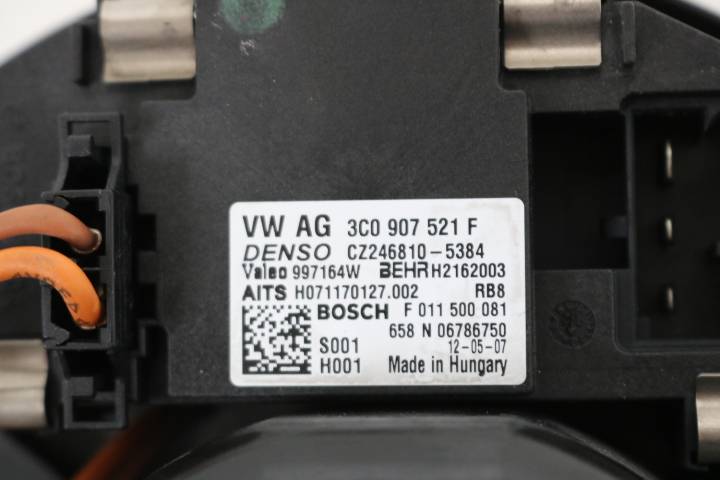 VW AG 3C0 907 521 F
DENSO CZ246810-5384
Valeo 997164W BEHR H2162003
AITS H071170127.002 RB8
BOSCH F 011 500 081
658 N 06786750
S001 12-05-07
H001 Made in Hungary